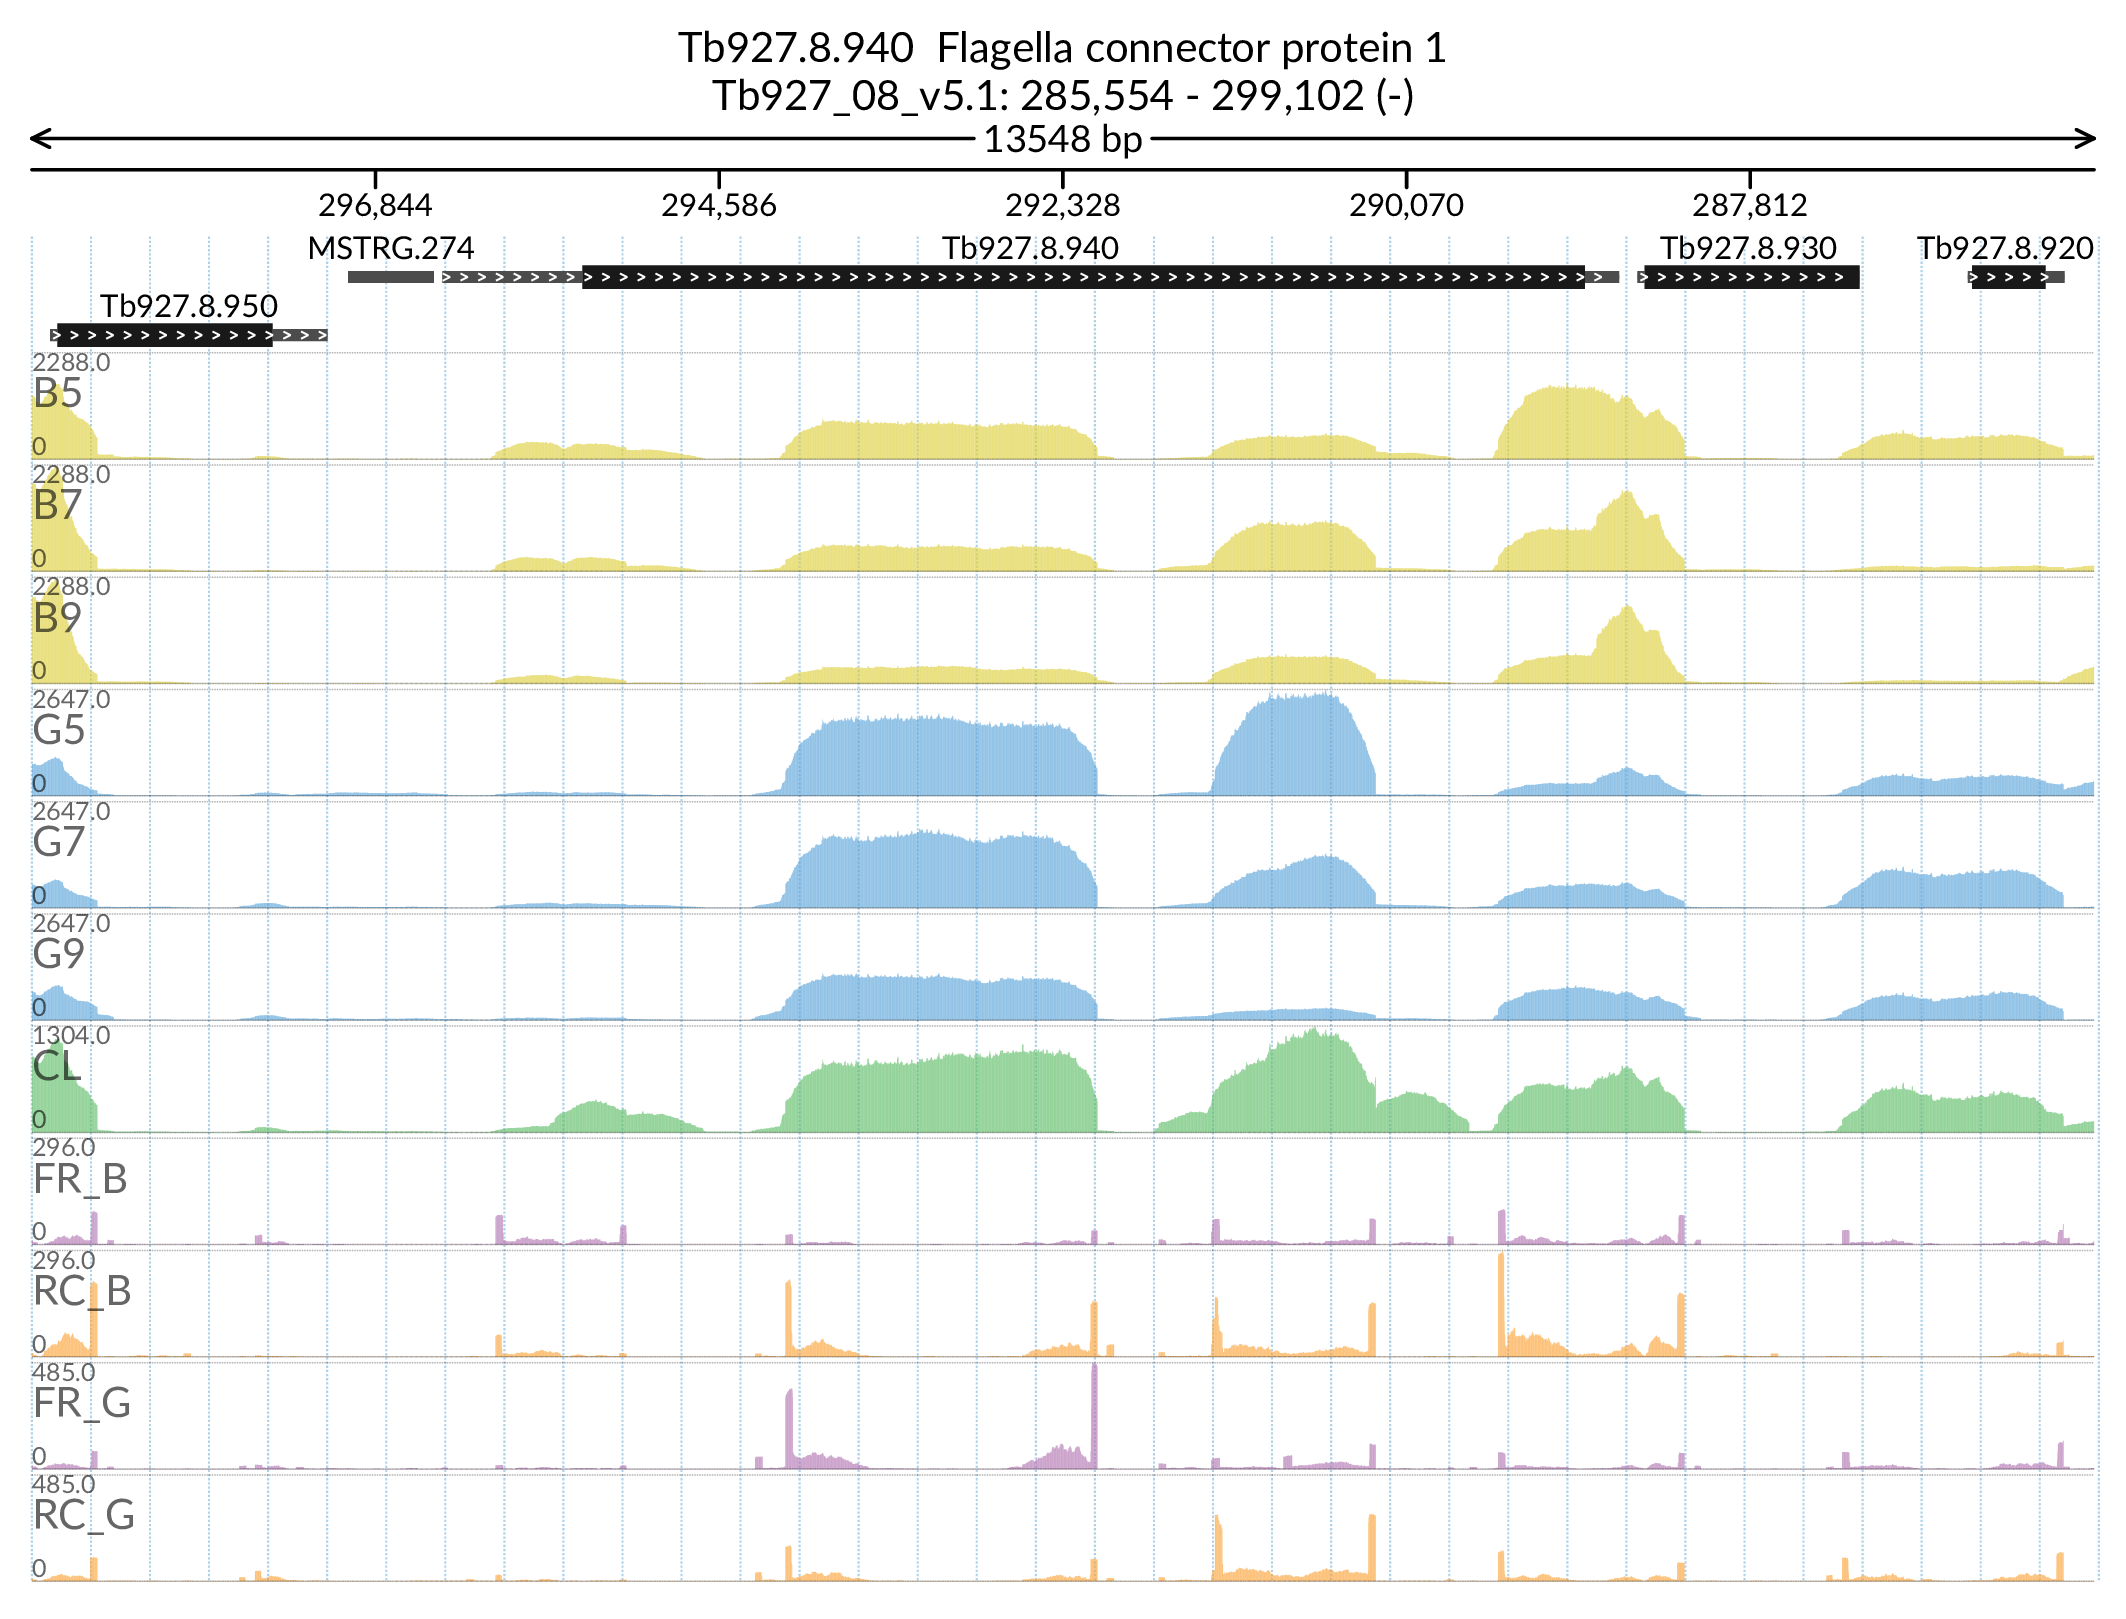 Tb927.8.940  Flagella connector protein 1
Tb927_08_v5.1: 285,554 - 299,102 (-)
13548 bp
296,844 294,586 292,328 290,070 287,812
MSTRG.274 Tb927.8.940 Tb927.8.930 Tb927.8.920
Tb927.8.950
2288.0
B5
0
2288.0
B7
0
2288.0
B9
0
2647.0
G5
0
2647.0
G7
0
2647.0
G9
0
1304.0
CL
0
296.0
FR_B
0
296.0
RC_B
0
485.0
FR_G
0
485.0
RC_G
0